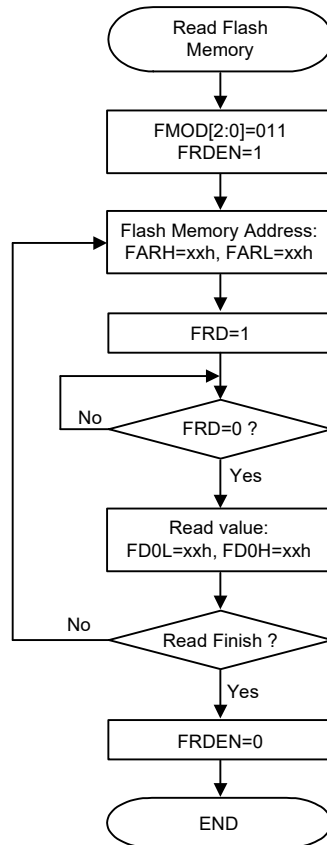 Read Flash
Memory
FMOD[2:0]=011
FRDEN=1
Flash Memory Address:
FARH=xxh, FARL=xxh
FRD=1
No
FRD=0 ?
Yes
Read value:
FD0L=xxh, FD0H=xxh
No
Read Finish ?
Yes
FRDEN=0
END